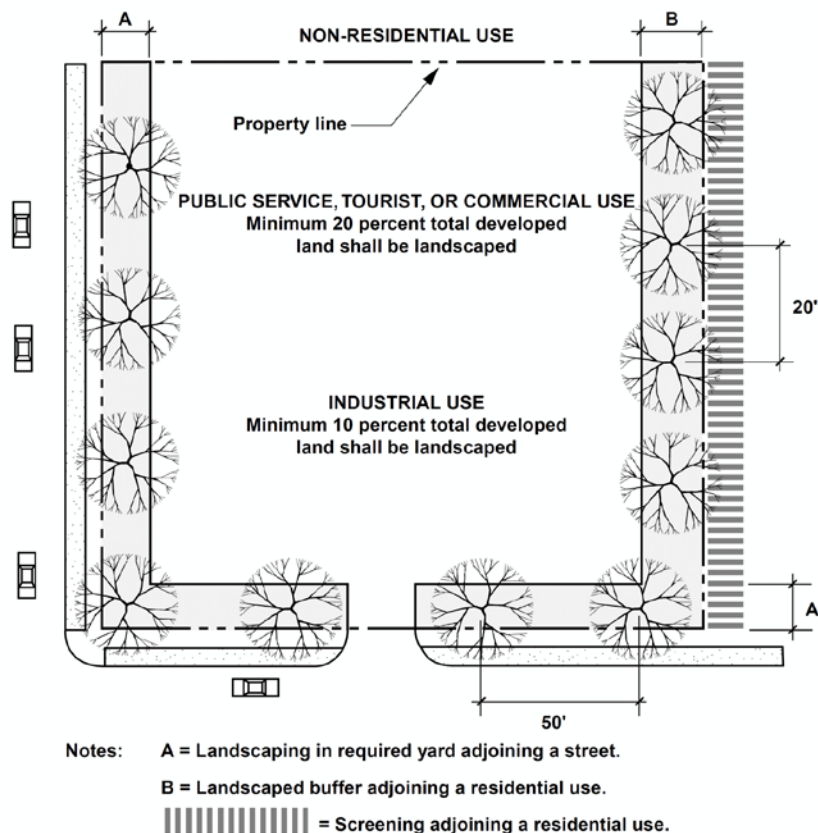 A
B
NON-RESIDENTIAL USE
Property line
PUBLIC SERVICE, TOURIST, OR COMMERCIAL USE
Minimum 20 percent total developed
land shall be landscaped
20'
INDUSTRIAL USE
Minimum 10 percent total developed
land shall be landscaped
A
50'
Notes: A = Landscaping in required yard adjoining a street.
B = Landscaped buffer adjoining a residential use.
= Screening adjoining a residential use.